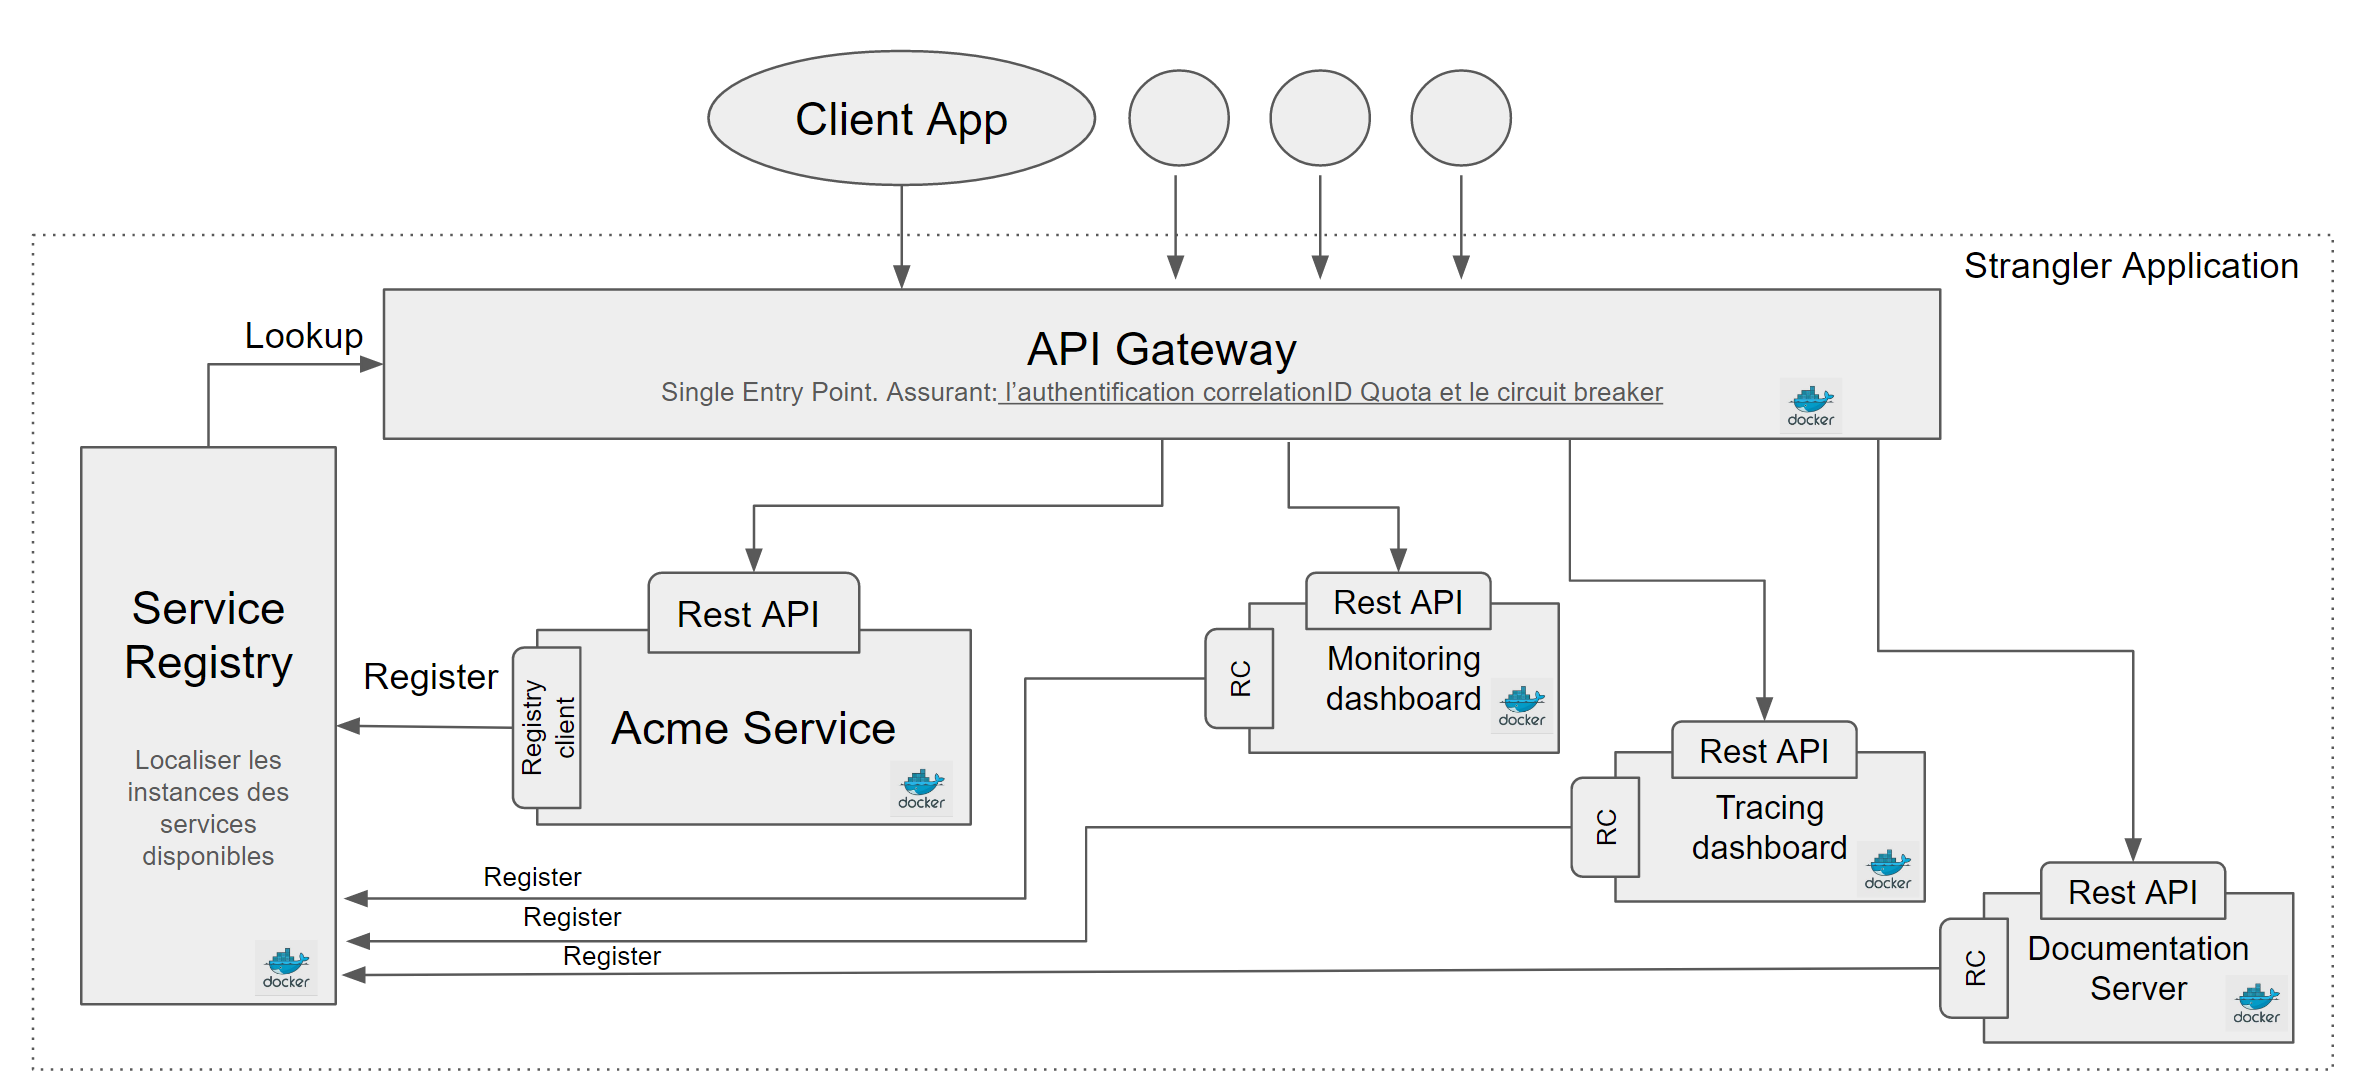 Client App
Strangler Application
Lookup
API Gateway
Single Entry Point. Assurant: l’authentification correlationID Quota et le circuit breaker
docker
Service
Registry
Localiser les
instances des
services
disponibles
docker
Register
Rest API
Registry
client
Acme Service
docker
Rest API
RC
Monitoring
dashboard
docker
Rest API
RC
Tracing
dashboard
docker
Rest API
RC
Documentation
Server
docker
Register
Register
Register